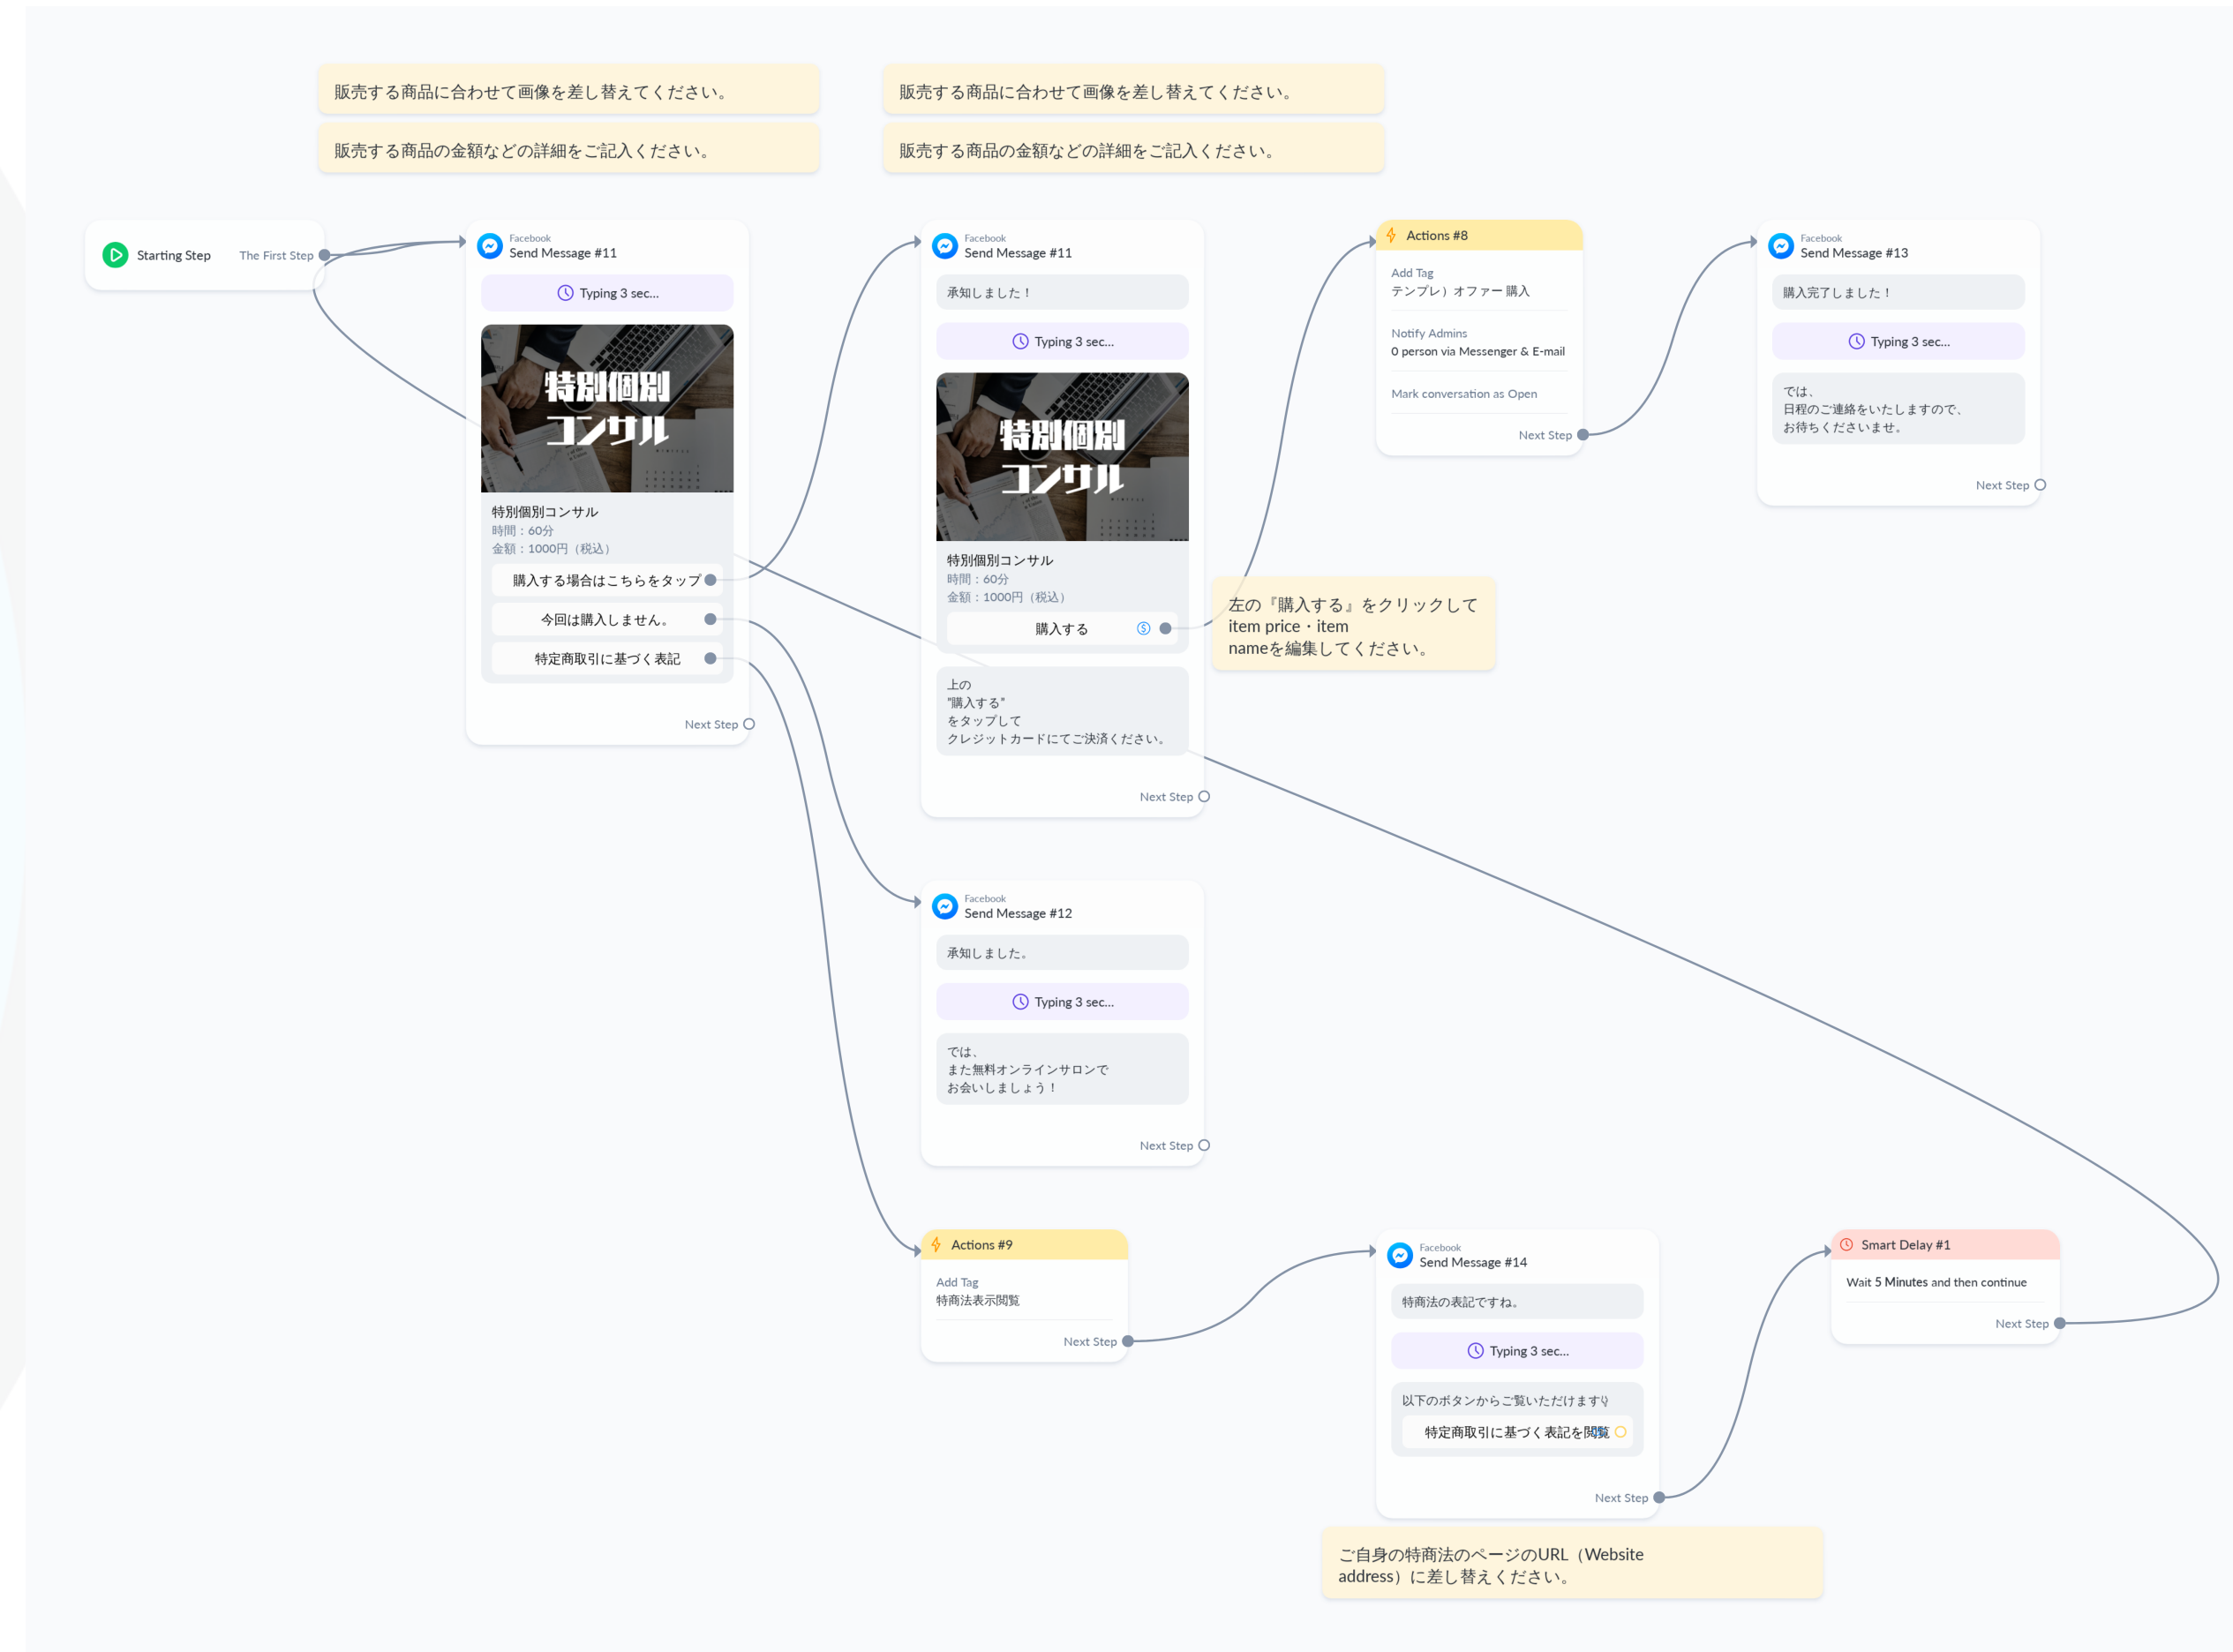 販売する商品に合わせて画像を差し替えてください。
販売する商品の金額などの詳細をご記入ください。
販売する商品に合わせて画像を差し替えてください。
販売する商品の金額などの詳細をご記入ください。
Starting Step
The First Step
Facebook
Send Message #11
Typing 3 sec...
特別個別
コンサル
特別個別コンサル
時間：60分
金額：1000円（税込）
購入する場合はこちらをタップ
今回は購入しません。
特定商取引に基づく表記
Next Step
Facebook
Send Message #11
承知しました！
Typing 3 sec...
特別個別
コンサル
特別個別コンサル
時間：60分
金額：1000円（税込）
購入する
上の
”購入する”
をタップして
クレジットカードにてご決済ください。
Next Step
左の『購入する』をクリックして
item price・item
nameを編集してください。
Actions #8
Add Tag
テンプレ）オファー 購入
Notify Admins
0 person via Messenger & E-mail
Mark conversation as Open
Next Step
Facebook
Send Message #13
購入完了しました！
Typing 3 sec...
では、
日程のご連絡をいたしますので、
お待ちくださいませ。
Next Step
Facebook
Send Message #12
承知しました。
Typing 3 sec...
では、
また無料オンラインサロンで
お会いしましょう！
Next Step
Actions #9
Add Tag
特商法表示閲覧
Next Step
Facebook
Send Message #14
特商法の表記ですね。
Typing 3 sec...
以下のボタンからご覧いただけます👇
特定商取引に基づく表記を閲覧
Next Step
ご自身の特商法のページのURL（Website
address）に差し替えください。
Smart Delay #1
Wait 5 Minutes and then continue
Next Step